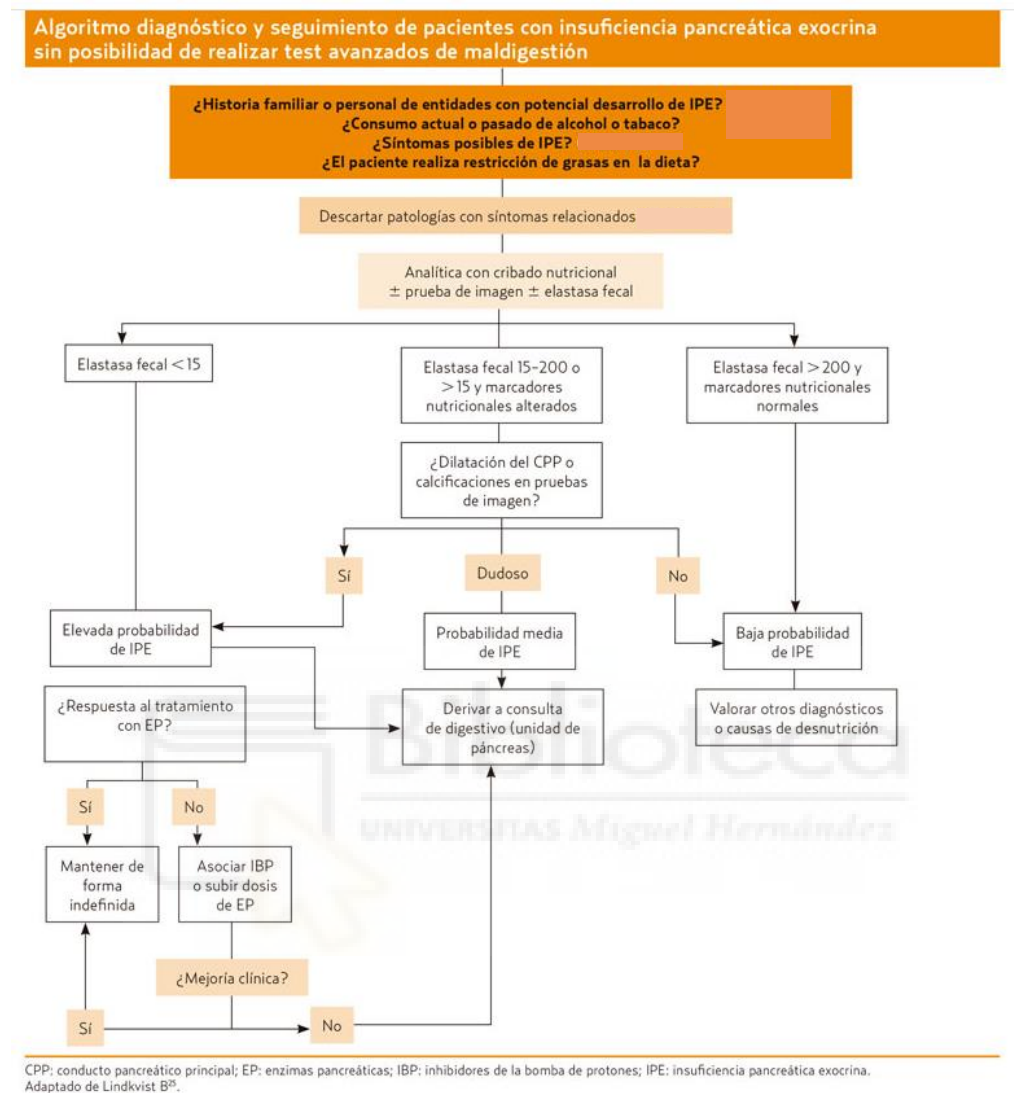 Algoritmo diagnóstico y seguimiento de pacientes con insuficiencia pancreática exocrina
sin posibilidad de realizar test avanzados de maldigestión
¿Historia familiar o personal de entidades con potencial desarrollo de IPE?
¿Consumo actual o pasado de alcohol o tabaco?
¿Síntomas posibles de IPE?
¿El paciente realiza restricción de grasas en la dieta?
Descartar patologías con síntomas relacionados
Analítica con cribado nutricional
± prueba de imagen ± elastasa fecal
Elastasa fecal <15
Elastasa fecal 15-200 o
>15 y marcadores
nutricionales alterados
Elastasa fecal >200 y
marcadores nutricionales
normales
¿Dilatación del CPP o
calcificaciones en pruebas
de imagen?
Sí
Dudoso
No
Elevada probabilidad
de IPE
Probabilidad media
de IPE
Baja probabilidad
de IPE
¿Respuesta al tratamiento
con EP?
Derivar a consulta
de digestivo (unidad de
páncreas)
Valorar otros diagnósticos
o causas de desnutrición
Sí
No
Mantener de
forma
indefinida
Asociar IBP
o subir dosis
de EP
¿Mejoría clínica?
Sí
No
Biblioteca
UNIVERSITAS Miguel Hernández
CPP: conducto pancreático principal; EP: enzimas pancreáticas; IBP: inhibidores de la bomba de protones; IPE: insuficiencia pancreática exocrina.
Adaptado de Lindkvist B25.